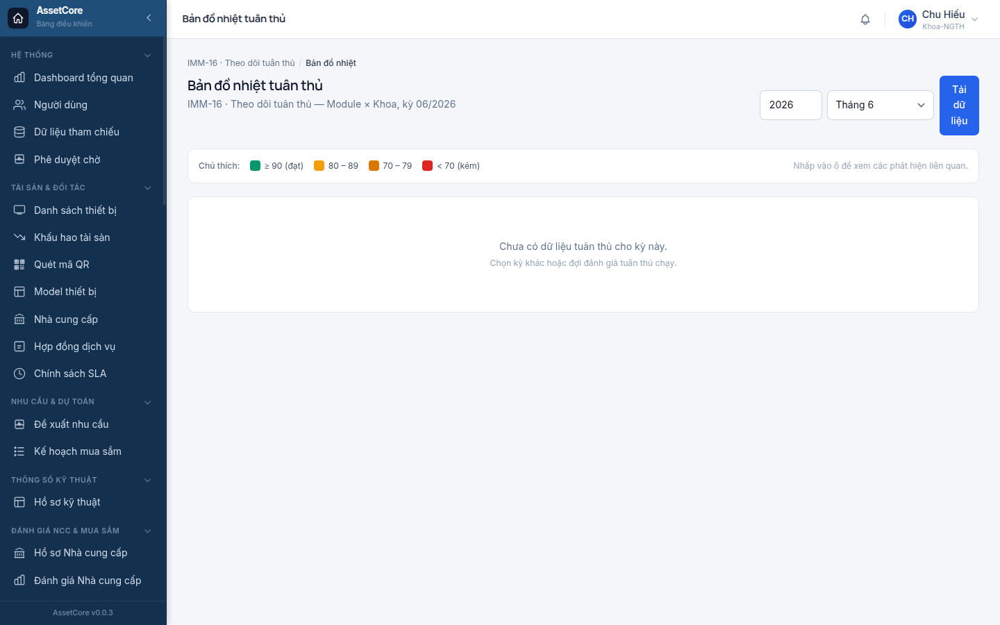 AssetCore
Bảng điều khiển
HỆ THỐNG
Dashboard tổng quan
Người dùng
Dữ liệu tham chiếu
Phê duyệt chờ
TÀI SẢN & ĐỐI TÁC
Danh sách thiết bị
Khấu hao tài sản
Quét mã QR
Model thiết bị
Nhà cung cấp
Hợp đồng dịch vụ
Chính sách SLA
NHU CẦU & DỰ TOÁN
Đề xuất nhu cầu
Kế hoạch mua sắm
THÔNG SỐ KỸ THUẬT
Hồ sơ kỹ thuật
ĐÁNH GIÁ NCC & MUA SẮM
Hồ sơ Nhà cung cấp
Đánh giá Nhà cung cấp
AssetCore v0.0.3
Bản đồ nhiệt tuân thủ
CH
Chu Hiếu
Khoa-NGTH
IMM-16 · Theo dõi tuân thủ / Bản đồ nhiệt
Bản đồ nhiệt tuân thủ
IMM-16 · Theo dõi tuân thủ — Module × Khoa, kỳ 06/2026
2026
Tháng 6
Tải
dữ
liệu
Chú thích: ≥ 90 (đạt) 80 – 89 70 – 79 < 70 (kém)
Nhấp vào ô để xem các phát hiện liên quan.
Chưa có dữ liệu tuân thủ cho kỳ này.
Chọn kỳ khác hoặc đợi đánh giá tuân thủ chạy.